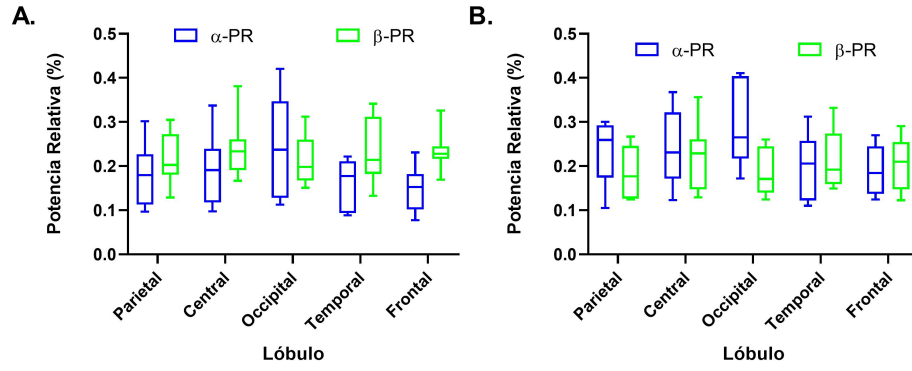 A.
α-PR
β-PR
Potencia Relativa (%)
0.5
0.4
0.3
0.2
0.1
0.0
Parietal
Central
Occipital
Temporal
Frontal
Lóbulo
B.
α-PR
β-PR
Potencia Relativa (%)
0.5
0.4
0.3
0.2
0.1
0.0
Parietal
Central
Occipital
Temporal
Frontal
Lóbulo